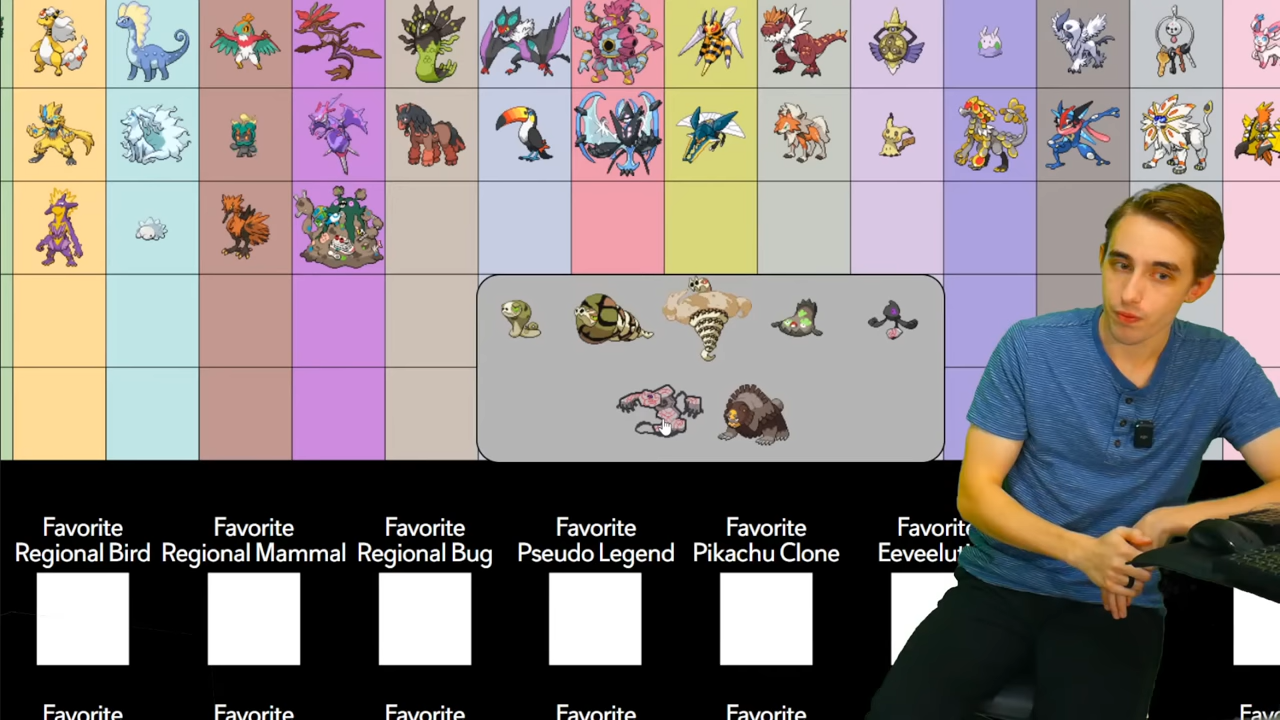 Favorite
Regional Bird
Favorite
Regional Mammal
Favorite
Regional Bug
Favorite
Pseudo Legend
Favorite
Pikachu Clone
Favorite
Favorite
Favorite
Favorite
Favorite
Favorite